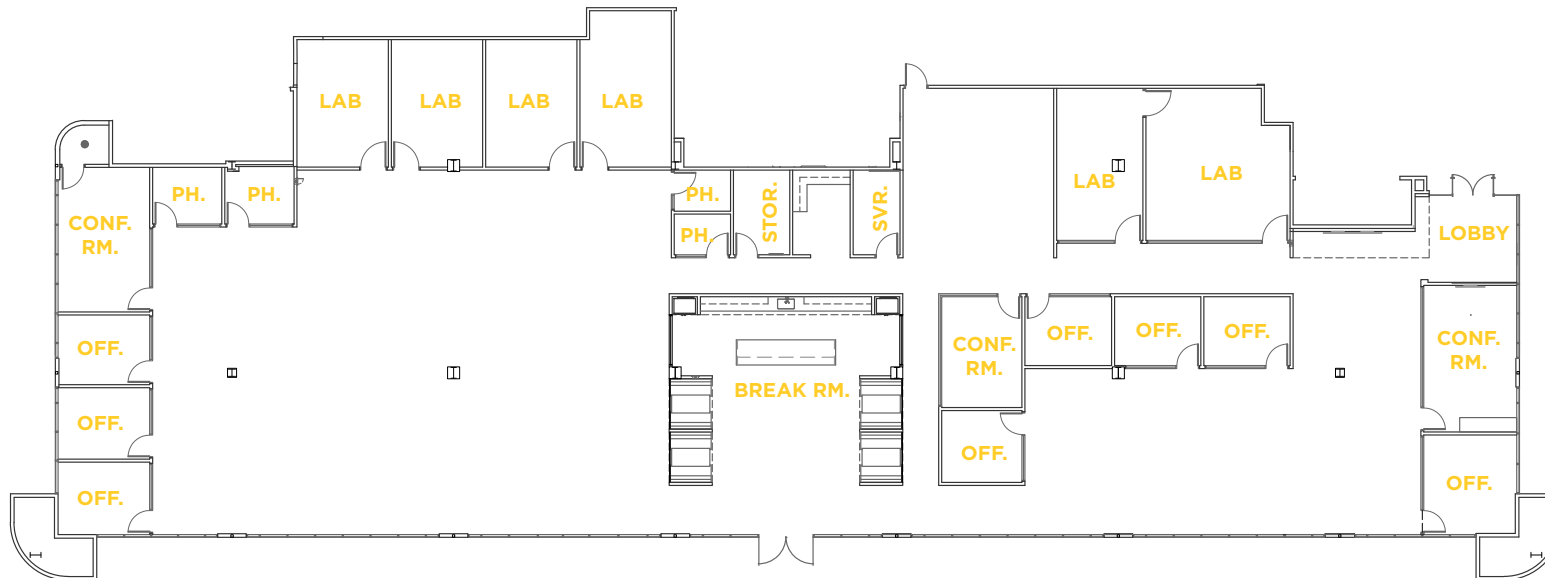 LAB
LAB
LAB
LAB
LAB
LAB
PH.
PH.
PH.
PH.
STOR.
SVR.
CONF.
RM.
LOBBY
OFF.
OFF.
OFF.
BREAK RM.
CONF.
RM.
OFF.
OFF.
OFF.
OFF.
CONF.
RM.
OFF.